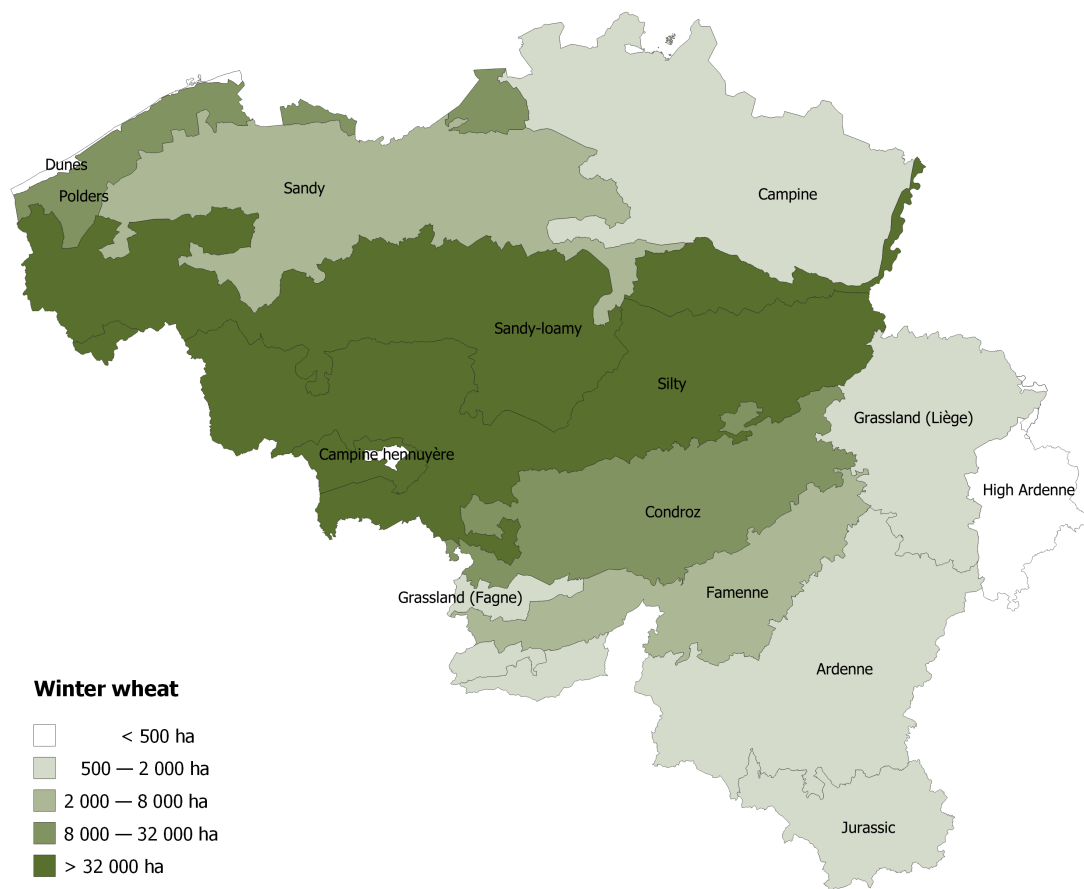 Dunes
Polders
Sandy
Campine
Sandy-loamy
Silty
Grassland (Liège)
Campine hennuyère
High Ardenne
Condroz
Famenne
Grassland (Fagne)
Ardenne
Jurassic
Winter wheat
< 500 ha
500 — 2 000 ha
2 000 — 8 000 ha
8 000 — 32 000 ha
> 32 000 ha